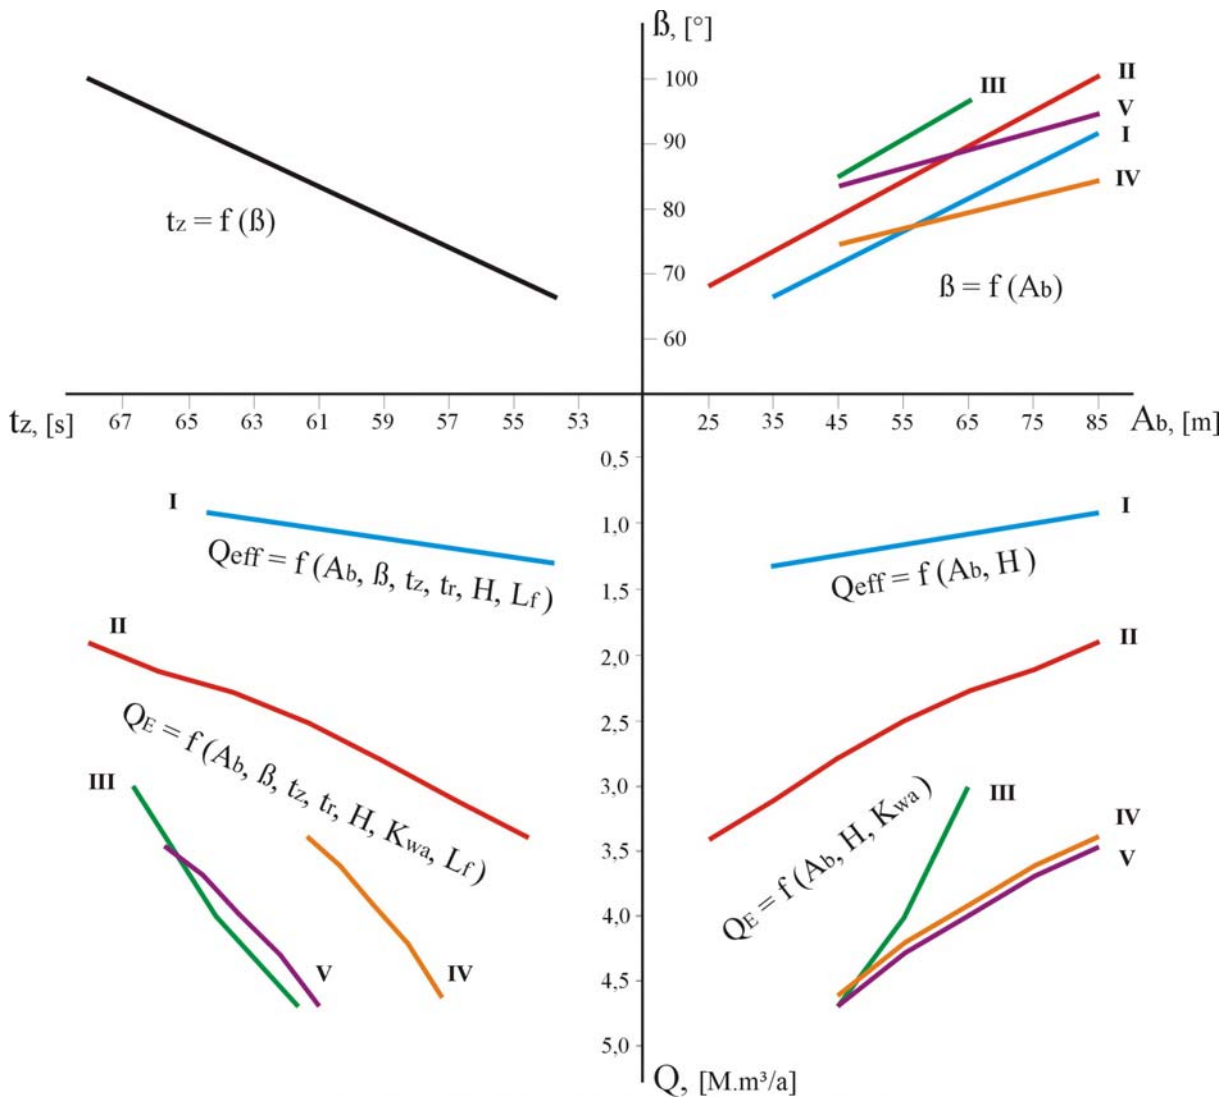 ß, [°]
100
90
80
70
60
III
II
V
I
IV
tz = f (ß)
ß = f (Ab)
tz, [s]
67
65
63
61
59
57
54
53
25
35
45
55
65
75
85
Ab, [m]
0,5
1,0
1,5
2,0
2,5
3,0
3,5
4,0
4,5
5,0
I
Qeff = f (Ab, ß, tz, tr, H, Lf)
II
QE = f (Ab, ß, tz, tr, H, Kwa, Lf)
III
V
IV
I
Qeff = f (Ab, H )
II
QE = f (Ab, H, Kwa)
III
IV
V
Q, [M.m³/a]